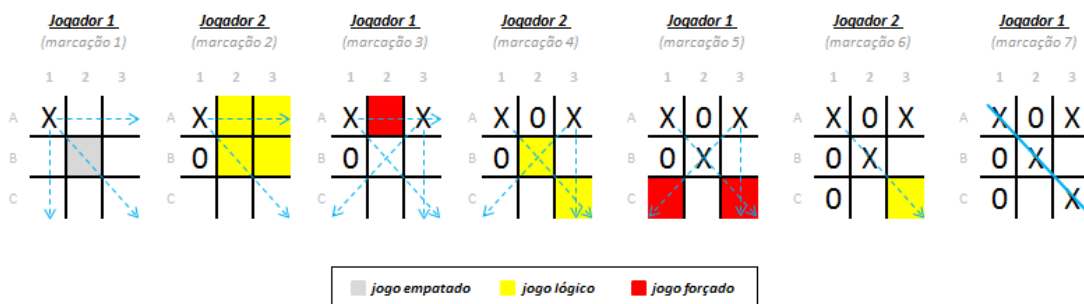 Jogador 1 Jogador 2 Jogador 1 Jogador 2 Jogador 1 Jogador 2 Jogador 1
(marcação 1) (marcação 2) (marcação 3) (marcação 4) (marcação 5) (marcação 6) (marcação 7)
1 2 3 1 2 3 1 2 3 1 2 3 1 2 3 1 2 3 1 2 3
A X A X A X X A X O X A X O X A X O X A X O X
B B O B O B O B O X B O X B O X
C C C C C C O C O X
jogo empatado jogo lógico jogo forçado